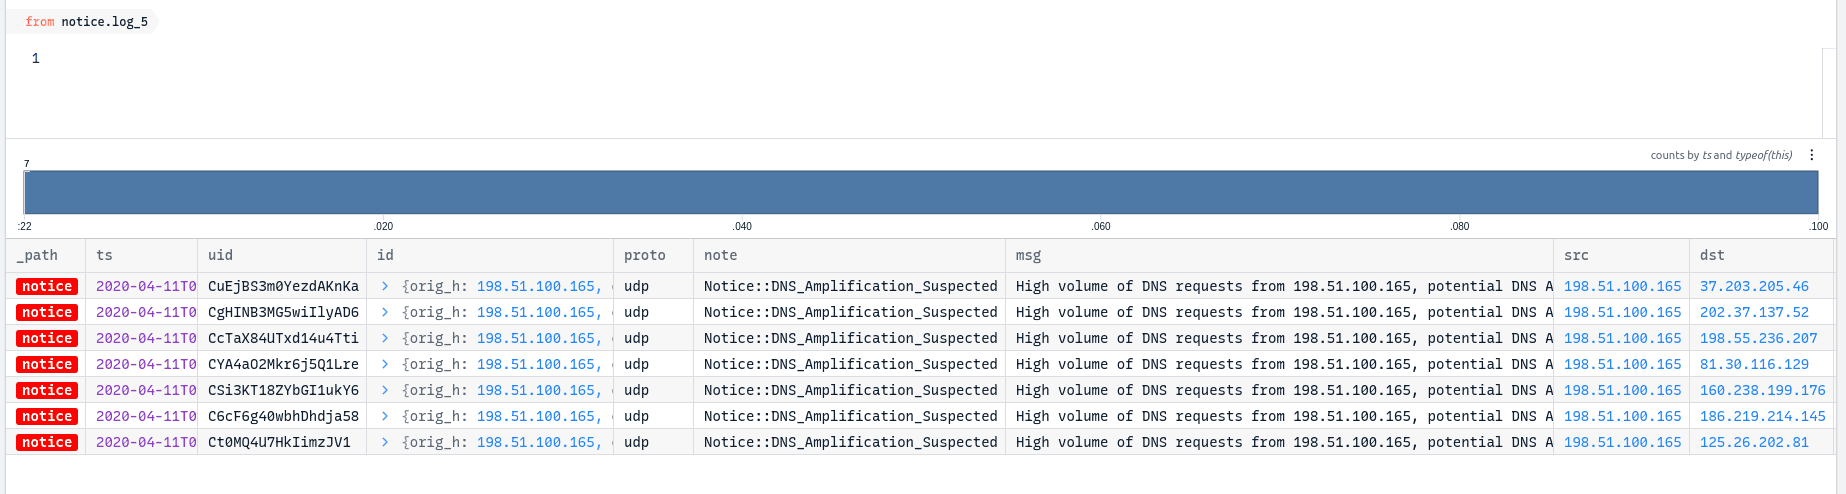 from notice.log_5
1
counts by ts and typeof(this)
7
:22 .020 .040 .060 .080 .100
_path ts uid id proto note msg src dst
notice 2020-04-11T0 CuEjBS3m0YezdAKnKa {orig_h: 198.51.100.165, udp Notice::DNS_Amplification_Suspected High volume of DNS requests from 198.51.100.165, potential DNS A 198.51.100.165 37.203.205.46
notice 2020-04-11T0 CgHINB3MG5wiIlyAD6 {orig_h: 198.51.100.165, udp Notice::DNS_Amplification_Suspected High volume of DNS requests from 198.51.100.165, potential DNS A 198.51.100.165 202.37.137.52
notice 2020-04-11T0 CcTaX84UTxd14u4Tti {orig_h: 198.51.100.165, udp Notice::DNS_Amplification_Suspected High volume of DNS requests from 198.51.100.165, potential DNS A 198.51.100.165 198.55.236.207
notice 2020-04-11T0 CYA4aO2Mkr6j5Q1Lre {orig_h: 198.51.100.165, udp Notice::DNS_Amplification_Suspected High volume of DNS requests from 198.51.100.165, potential DNS A 198.51.100.165 81.30.116.129
notice 2020-04-11T0 CSi3KT18ZYbGI1ukY6 {orig_h: 198.51.100.165, udp Notice::DNS_Amplification_Suspected High volume of DNS requests from 198.51.100.165, potential DNS A 198.51.100.165 160.238.199.176
notice 2020-04-11T0 C6cF6g40wbhDhdja58 {orig_h: 198.51.100.165, udp Notice::DNS_Amplification_Suspected High volume of DNS requests from 198.51.100.165, potential DNS A 198.51.100.165 186.219.214.145
notice 2020-04-11T0 Ct0MQ4U7HkIimzJV1 {orig_h: 198.51.100.165, udp Notice::DNS_Amplification_Suspected High volume of DNS requests from 198.51.100.165, potential DNS A 198.51.100.165 125.26.202.81